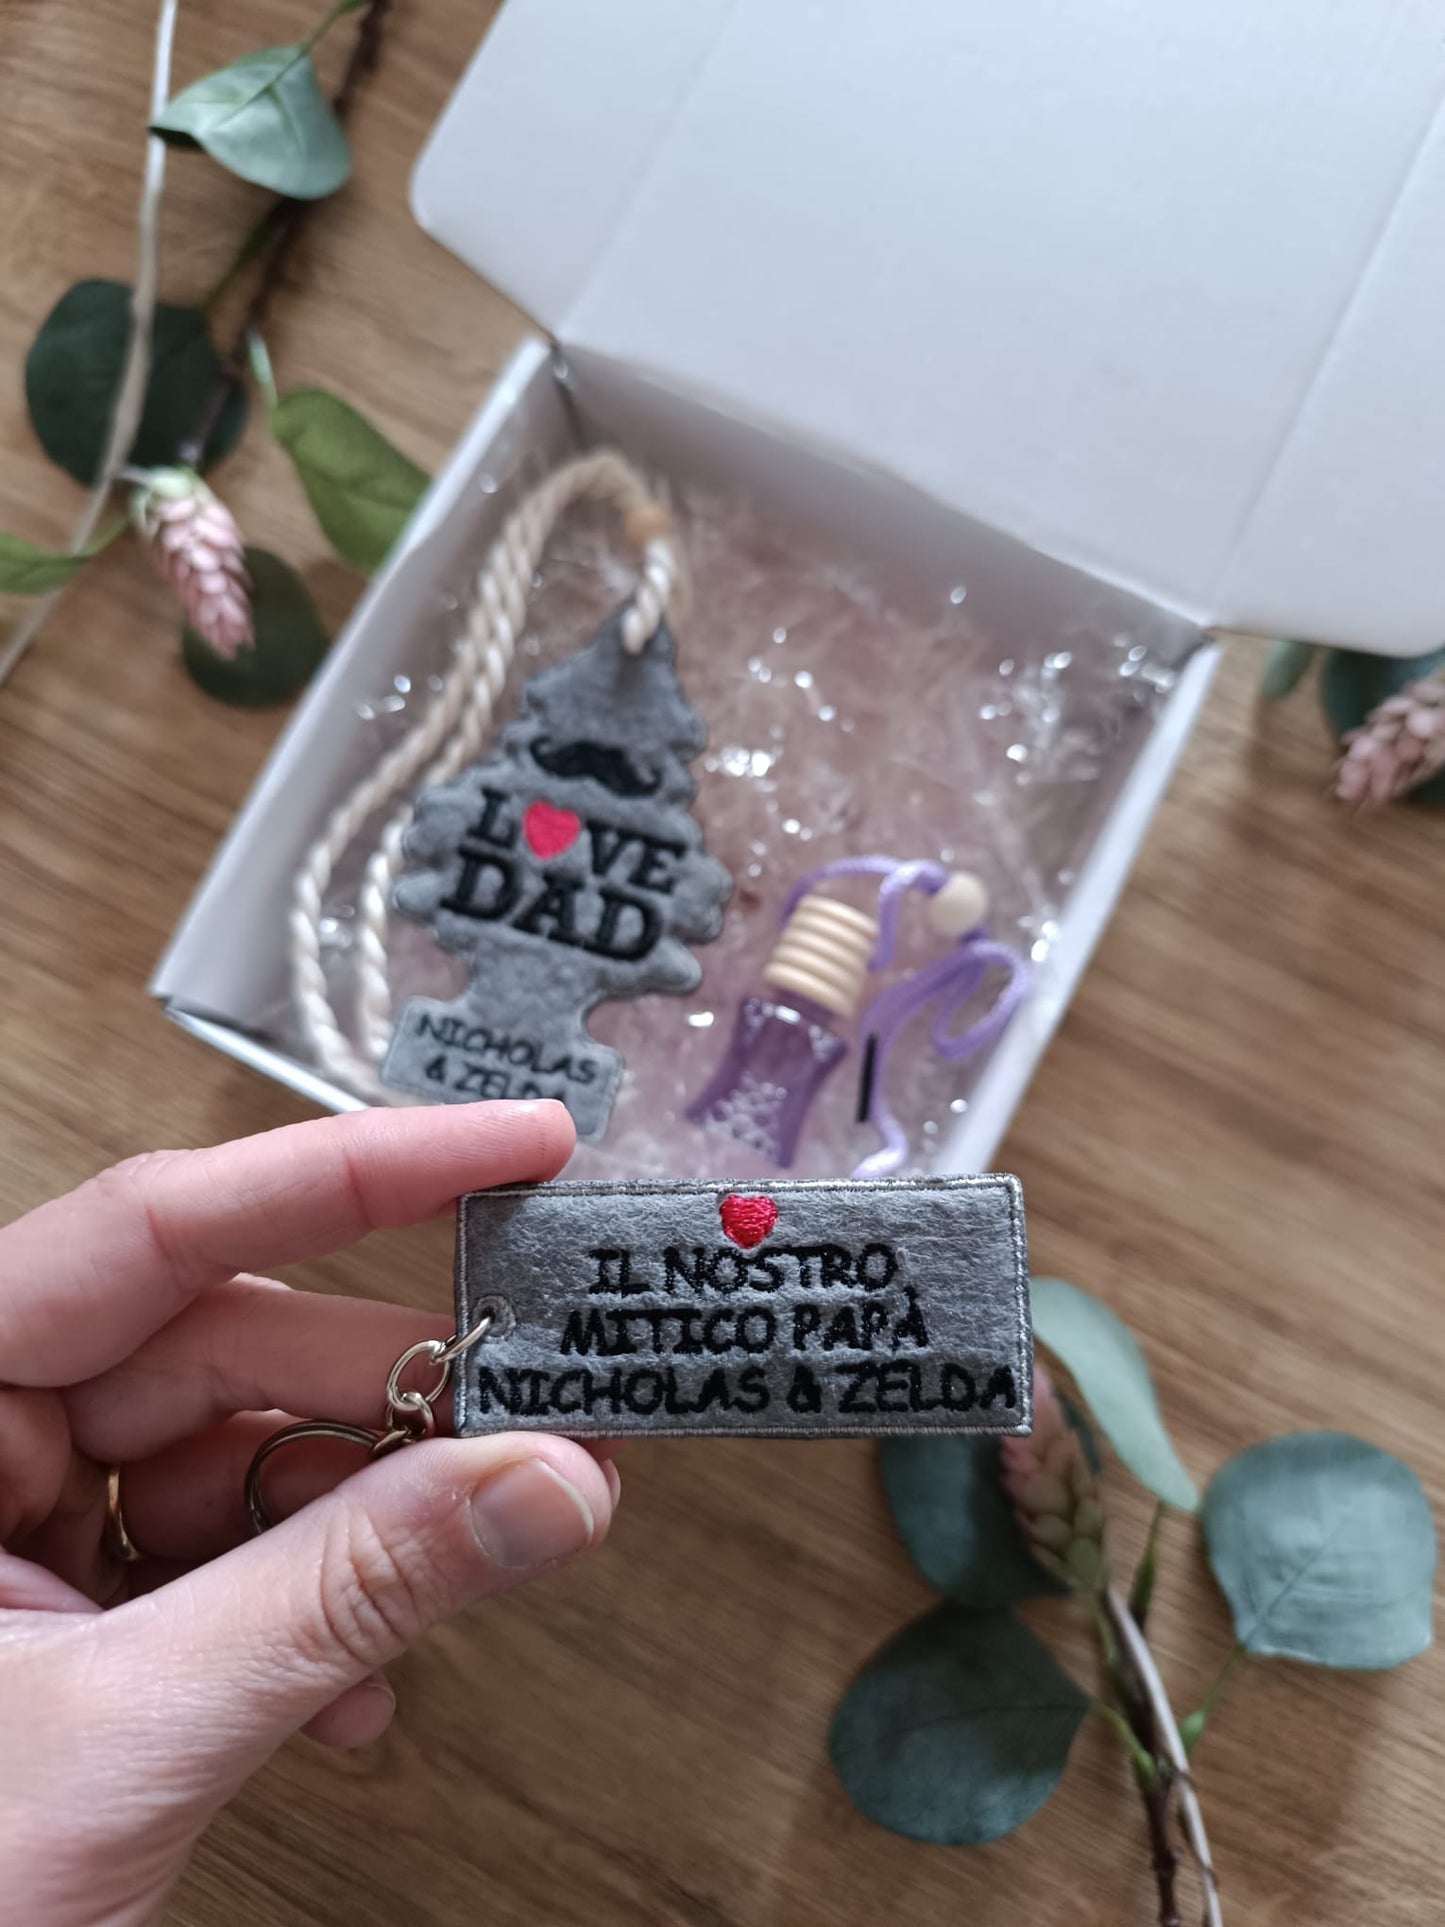 L♥VE
DAD
NICHOLAS
& ZELDA
IL NOSTRO
MITICO PAPÀ
NICHOLAS & ZELDA